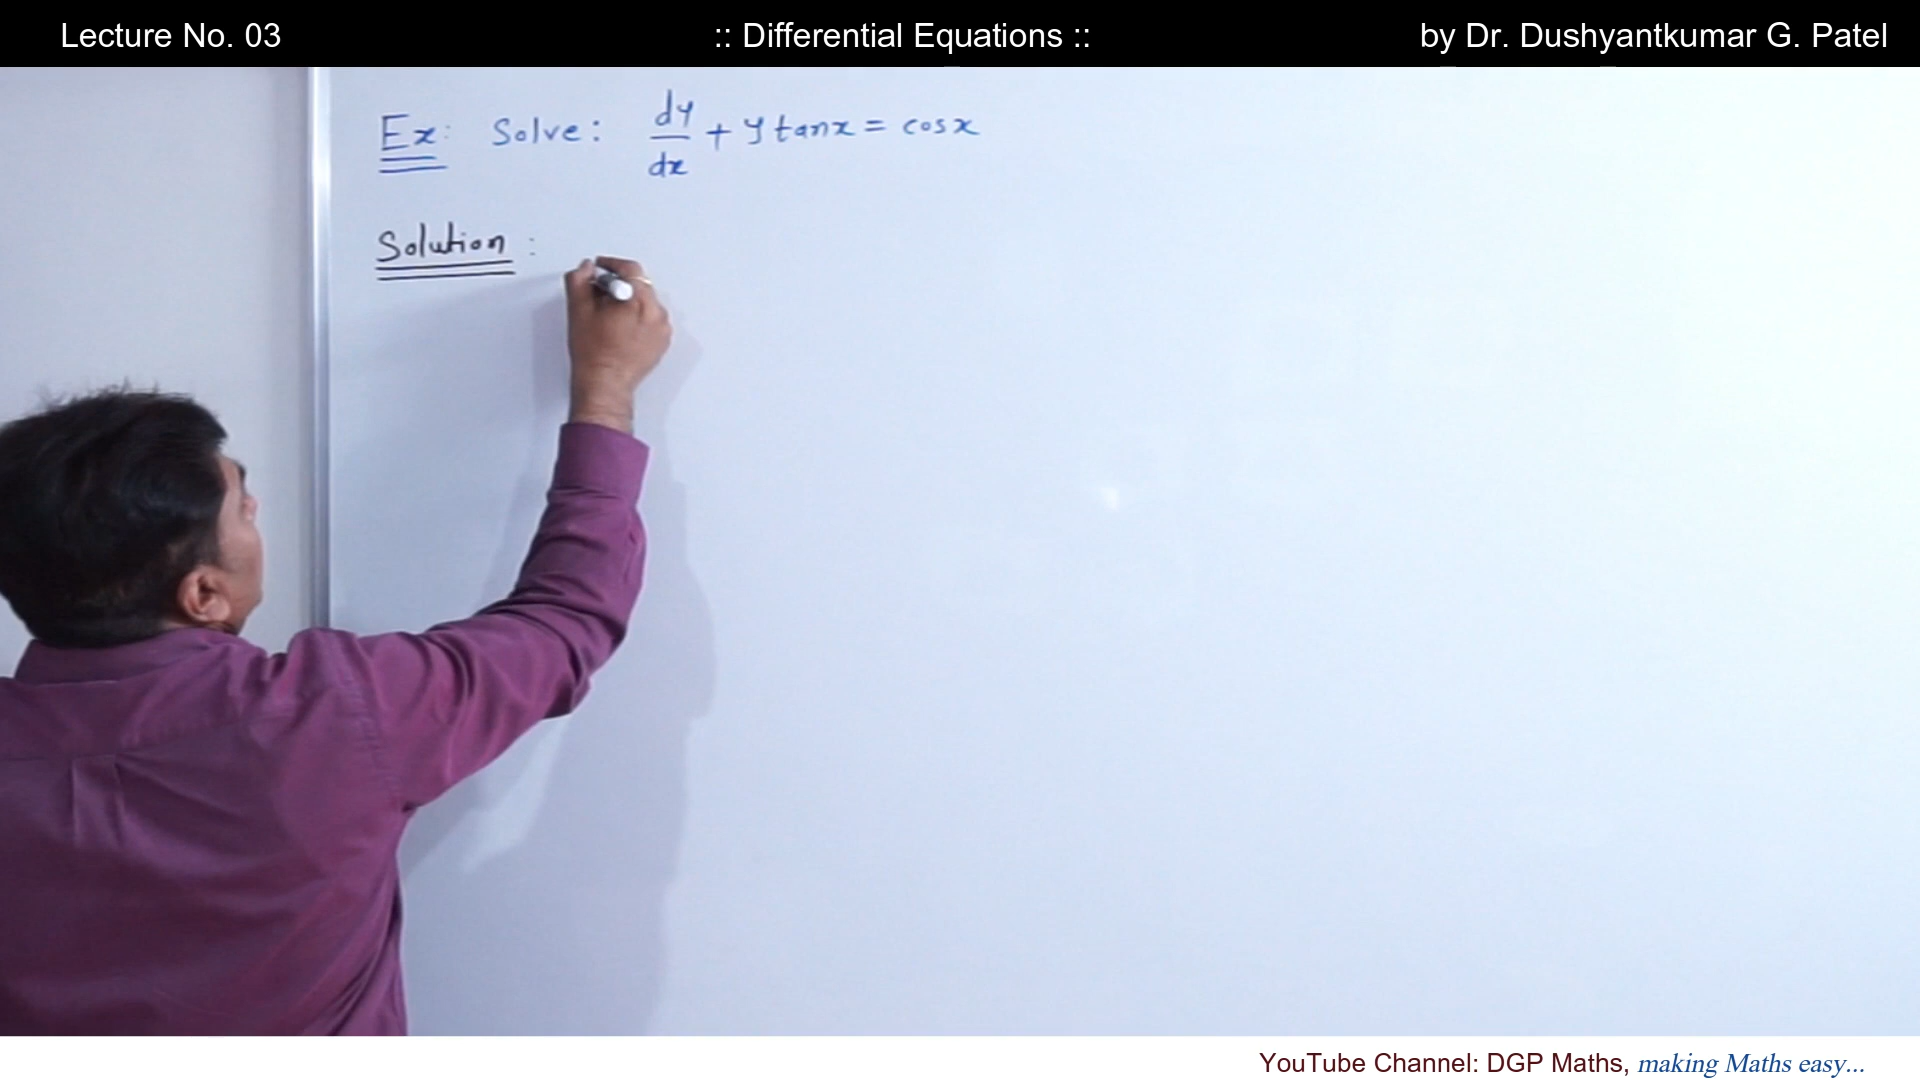 Lecture No. 03 :: Differential Equations :: by Dr. Dushyantkumar G. Patel
Ex: Solve: dy/dx + y tanx = cosx
Solution :
YouTube Channel: DGP Maths, making Maths easy...